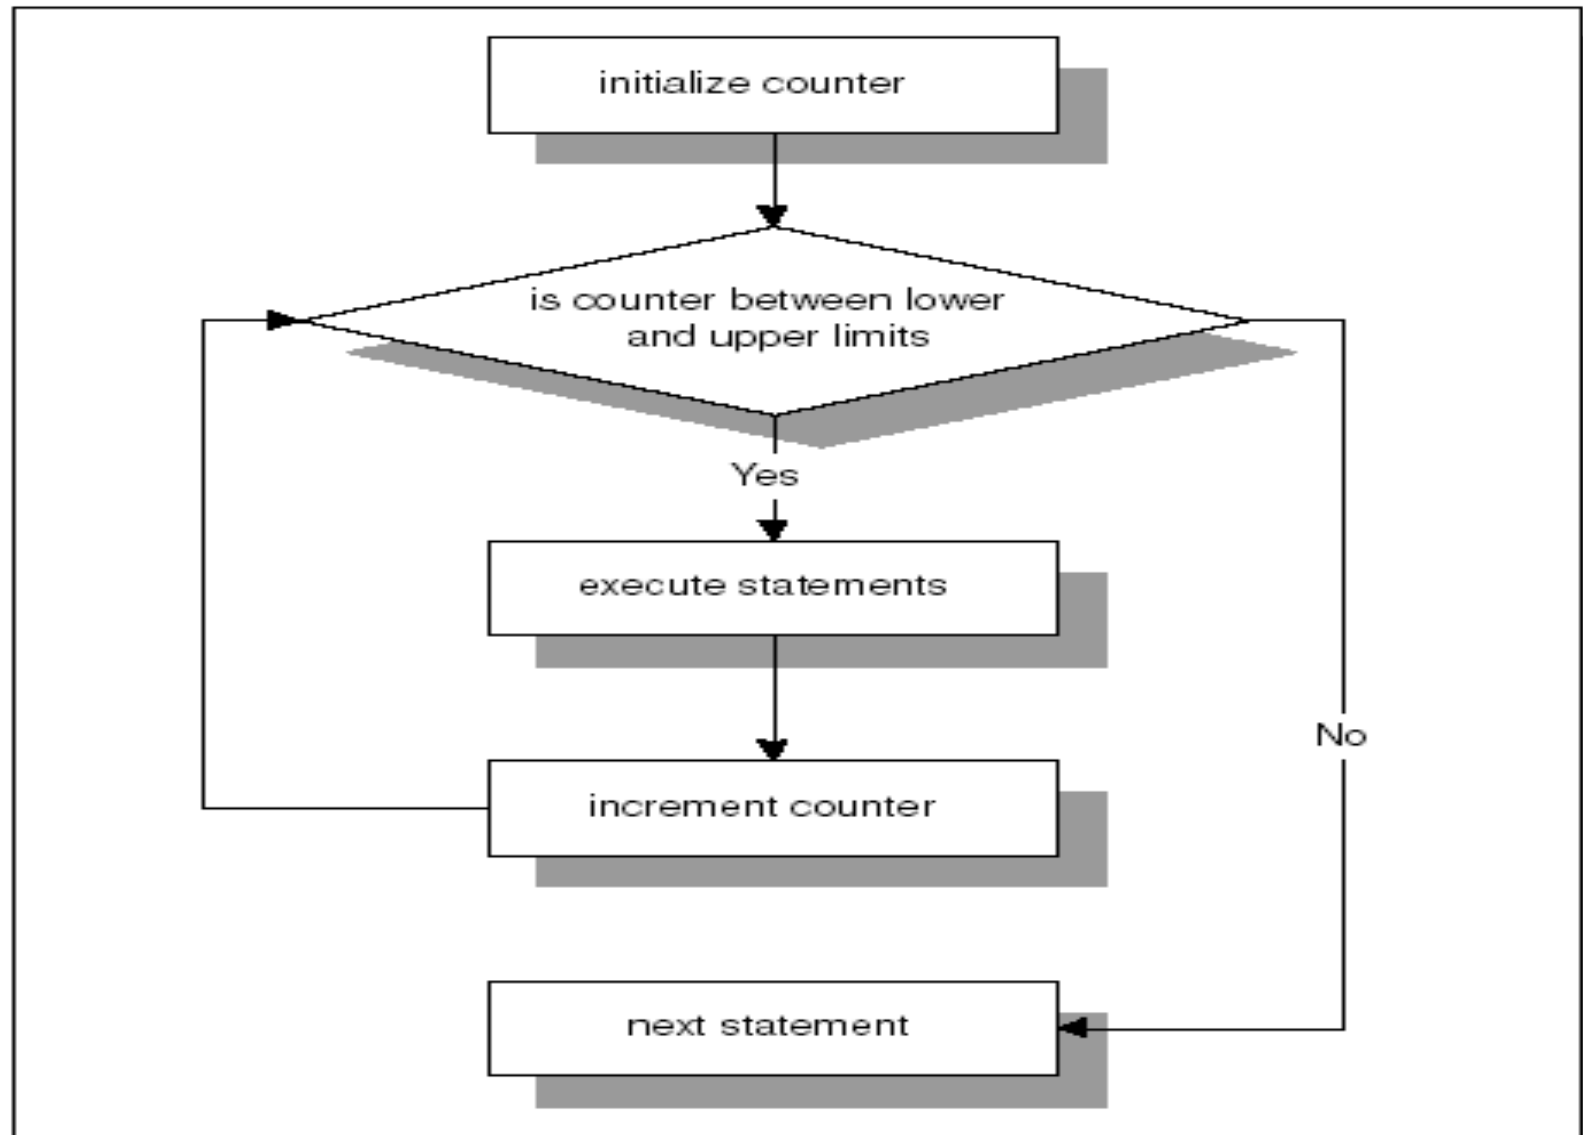 initialize counter
is counter between lower
and upper limits
Yes
execute statements
No
increment counter
next statement